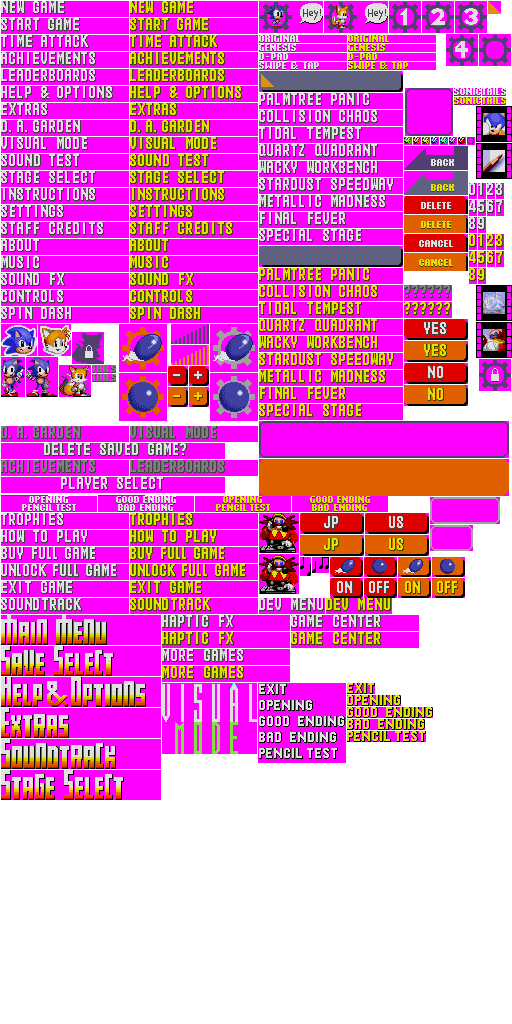 NEW GAME NEW GAME
START GAME START GAME
TIME ATTACK TIME ATTACK
ACHIEVEMENTS ACHIEVEMENTS
LEADERBOARDS LEADERBOARDS
HELP & OPTIONS HELP & OPTIONS
EXTRAS EXTRAS
D. A. GARDEN D. A. GARDEN
VISUAL MODE VISUAL MODE
SOUND TEST SOUND TEST
STAGE SELECT STAGE SELECT
INSTRUCTIONS INSTRUCTIONS
SETTINGS SETTINGS
STAFF CREDITS STAFF CREDITS
ABOUT ABOUT
MUSIC MUSIC
SOUND FX SOUND FX
CONTROLS CONTROLS
SPIN DASH SPIN DASH
Hey! Hey! 1 2 3
4
ORIGINAL ORIGINAL
GENESIS GENESIS
D-PAD D-PAD
SWIPE & TAP SWIPE & TAP
PALMTREE PANIC
COLLISION CHAOS
TIDAL TEMPEST
QUARTZ QUADRANT
WACKY WORKBENCH
STARDUST SPEEDWAY
METALLIC MADNESS
FINAL FEVER
SPECIAL STAGE
PALMTREE PANIC
COLLISION CHAOS
TIDAL TEMPEST
QUARTZ QUADRANT
WACKY WORKBENCH
STARDUST SPEEDWAY
METALLIC MADNESS
FINAL FEVER
SPECIAL STAGE
SONICTAILS
SONICTAILS
BACK
BACK
DELETE
DELETE
CANCEL
CANCEL
0123
4567
89
0123
4567
89
??????
??????
YES
YES
NO
NO
- +
- +
D. A. GARDEN VISUAL MODE
DELETE SAVED GAME?
ACHIEVEMENTS LEADERBOARDS
PLAYER SELECT
OPENING GOOD ENDING OPENING GOOD ENDING
PENCIL TEST BAD ENDING PENCIL TEST BAD ENDING
TROPHIES TROPHIES
HOW TO PLAY HOW TO PLAY
BUY FULL GAME BUY FULL GAME
UNLOCK FULL GAME UNLOCK FULL GAME
EXIT GAME EXIT GAME
SOUNDTRACK SOUNDTRACK
JP US
JP US
ON OFF ON OFF
DEV MENU DEV MENU
MAIN MENU
SAVE SELECT
HELP & OPTIONS
EXTRAS
SOUNDTRACK
STAGE SELECT
HAPTIC FX GAME CENTER
HAPTIC FX GAME CENTER
MORE GAMES
MORE GAMES
VISUAL
MODE
EXIT
OPENING
GOOD ENDING
BAD ENDING
PENCIL TEST
EXIT
OPENING
GOOD ENDING
BAD ENDING
PENCIL TEST